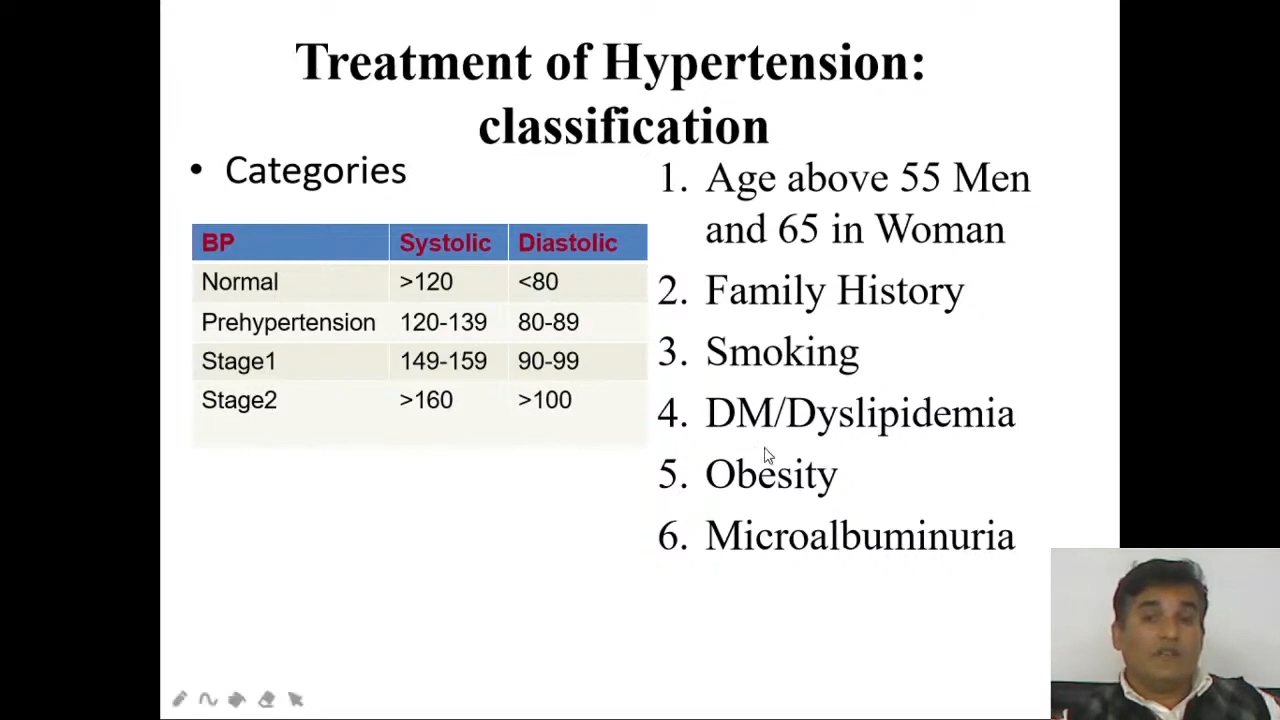 Treatment of Hypertension:
classification
• Categories
BP Systolic Diastolic
Normal >120 <80
Prehypertension 120-139 80-89
Stage1 149-159 90-99
Stage2 >160 >100
1. Age above 55 Men
and 65 in Woman
2. Family History
3. Smoking
4. DM/Dyslipidemia
5. Obesity
6. Microalbuminuria